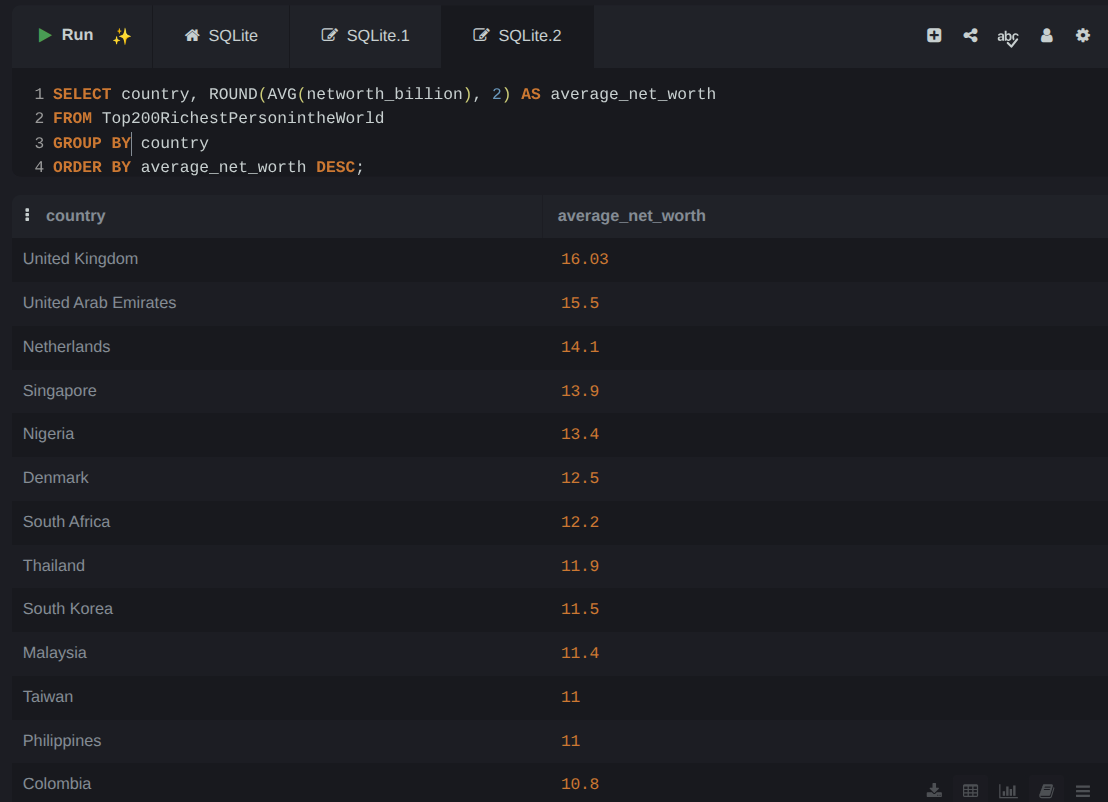 Run SQLite SQLite.1 SQLite.2 abc
1 SELECT country, ROUND(AVG(networth_billion), 2) AS average_net_worth
2 FROM Top200RichestPersonintheWorld
3 GROUP BY country
4 ORDER BY average_net_worth DESC;
country average_net_worth
United Kingdom 16.03
United Arab Emirates 15.5
Netherlands 14.1
Singapore 13.9
Nigeria 13.4
Denmark 12.5
South Africa 12.2
Thailand 11.9
South Korea 11.5
Malaysia 11.4
Taiwan 11
Philippines 11
Colombia 10.8